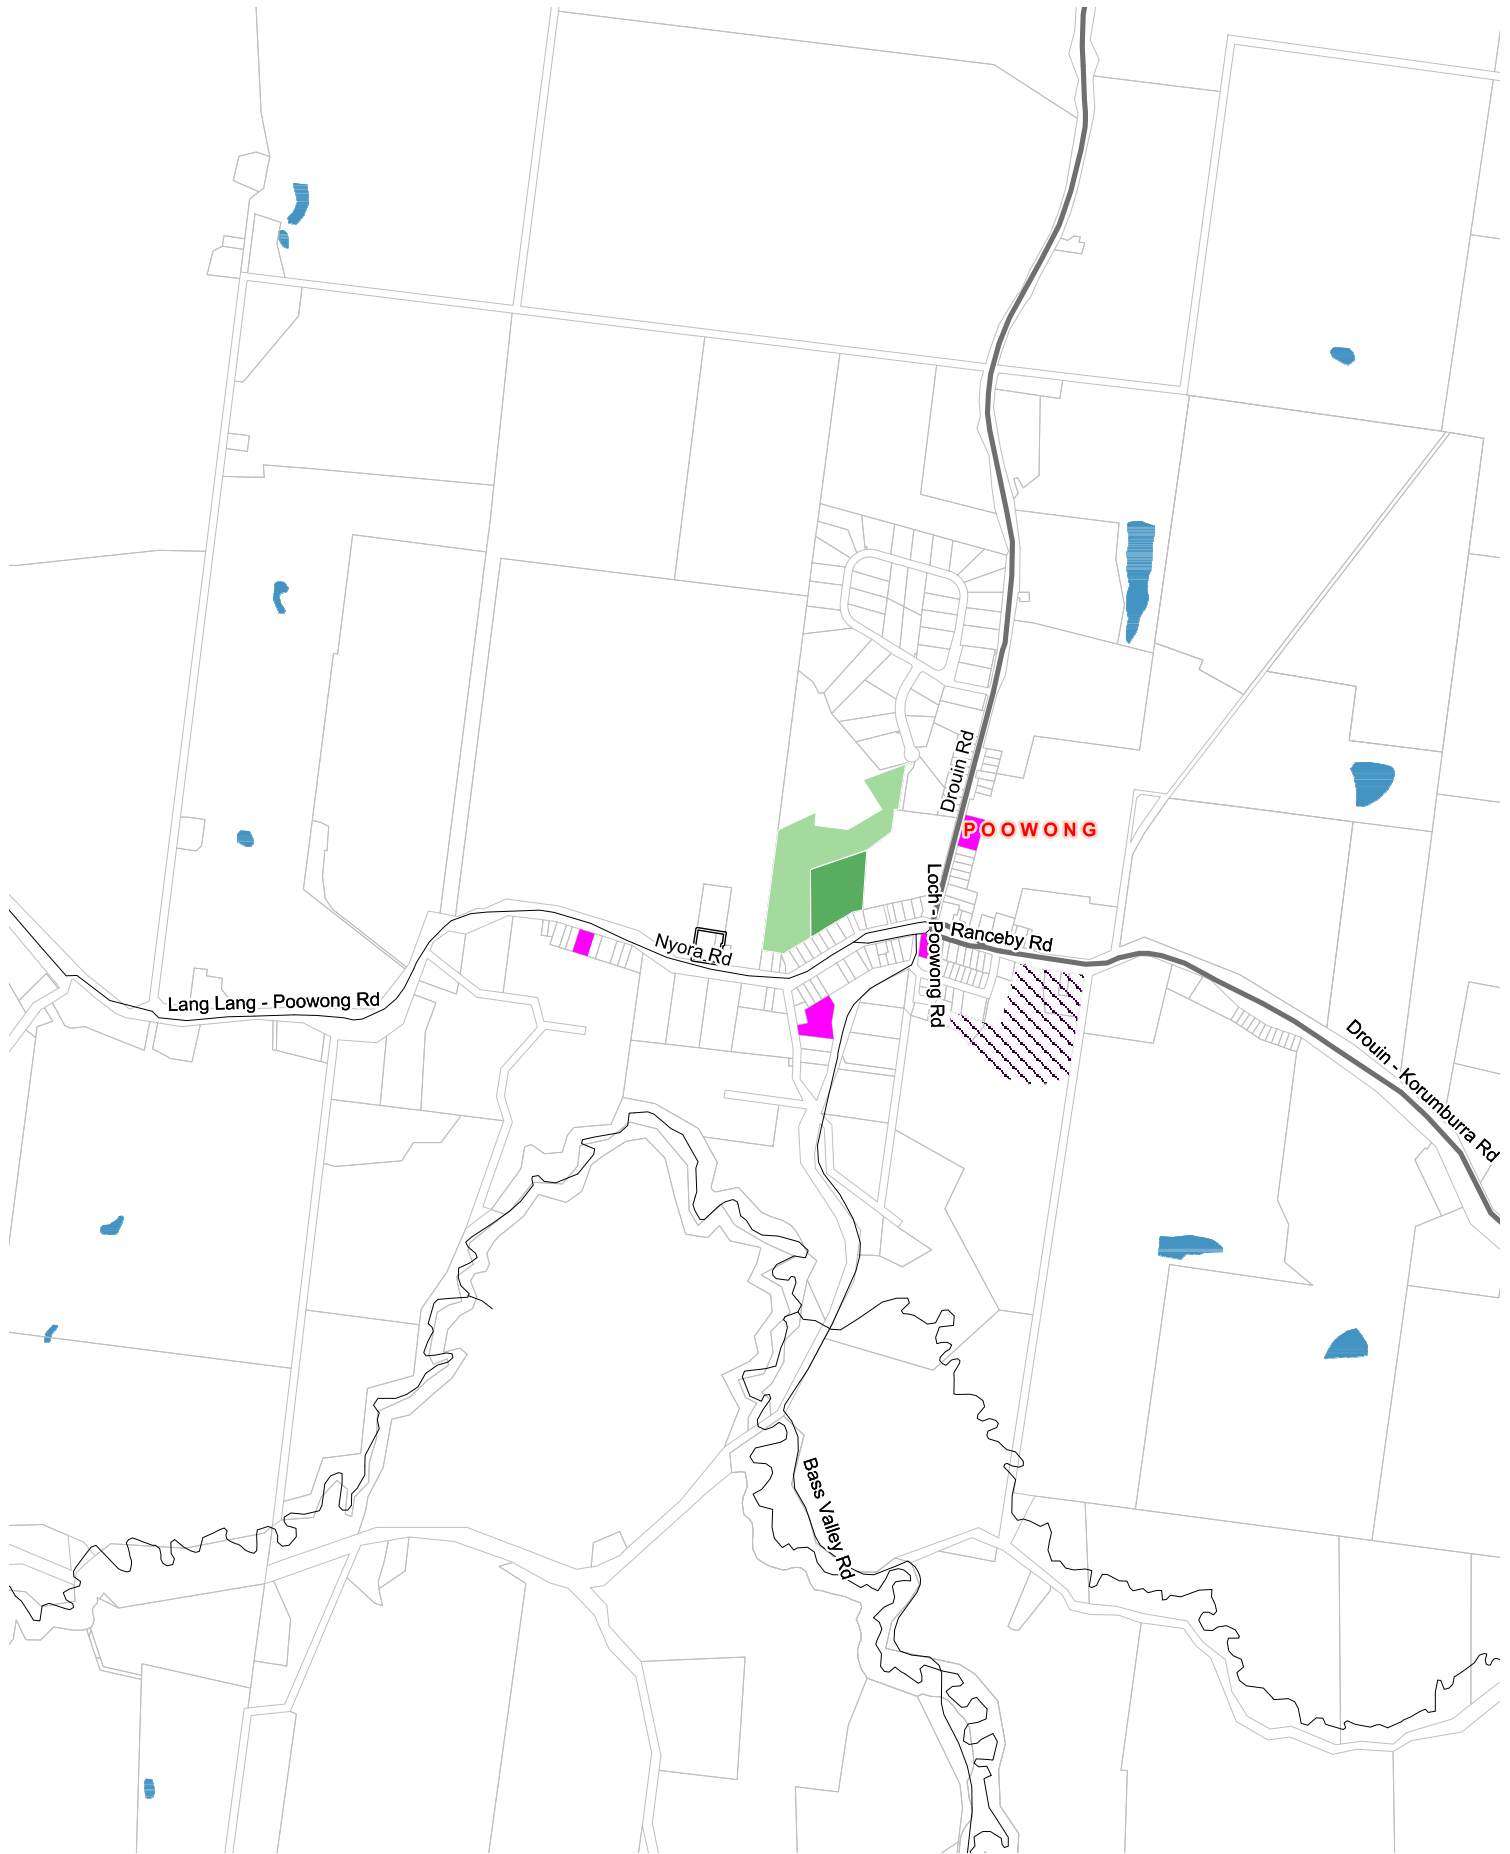 Drouin Rd
POOWONG
Loch - Poowong Rd
Ranceby Rd
Nyora Rd
Lang Lang - Poowong Rd
Drouin - Korumburra Rd
Bass Valley Rd